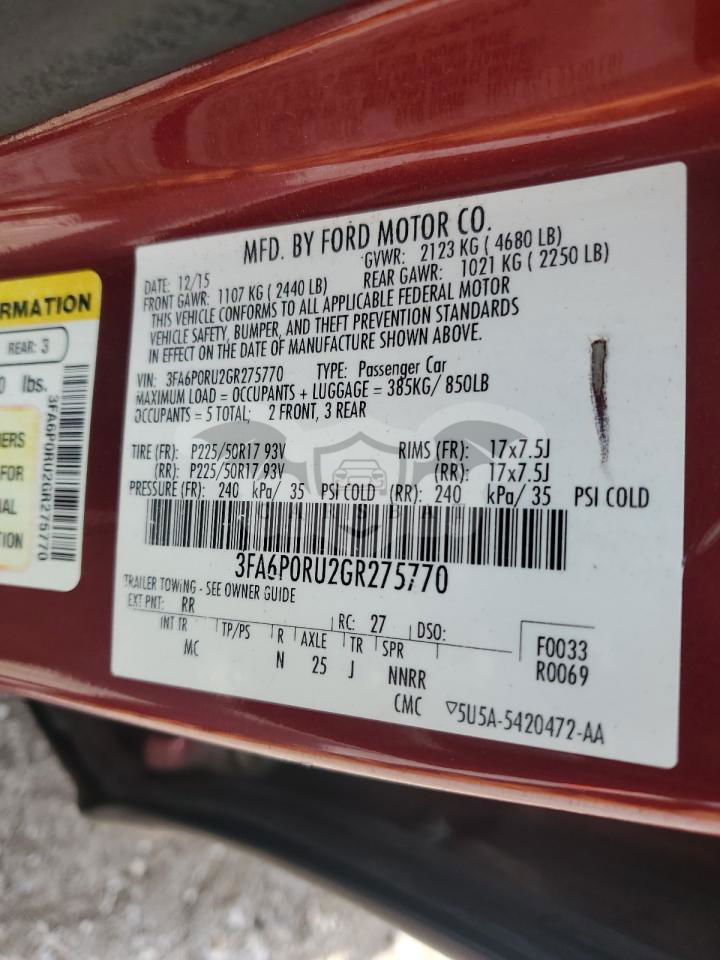 MFD. BY FORD MOTOR CO.
DATE: 12/15 GVWR: 2123 KG ( 4680 LB)
FRONT GAWR: 1107 KG ( 2440 LB) REAR GAWR: 1021 KG ( 2250 LB)
THIS VEHICLE CONFORMS TO ALL APPLICABLE FEDERAL MOTOR
VEHICLE SAFETY, BUMPER, AND THEFT PREVENTION STANDARDS
IN EFFECT ON THE DATE OF MANUFACTURE SHOWN ABOVE.
VIN: 3FA6P0RU2GR275770 TYPE: Passenger Car
MAXIMUM LOAD = OCCUPANTS + LUGGAGE = 385KG/ 850LB
OCCUPANTS = 5 TOTAL; 2 FRONT, 3 REAR
TIRE (FR): P225/50R17 93V RIMS (FR): 17x7.5J
(RR): P225/50R17 93V (RR): 17x7.5J
PRESSURE (FR): 240 kPa/ 35 PSI COLD (RR): 240 kPa/ 35 PSI COLD
3FA6P0RU2GR275770
TRAILER TOWING - SEE OWNER GUIDE
EXT PNT: RR RC: 27 DSO:
INT TR TP/PS R AXLE TR SPR
MC N 25 J NNRR
F0033
R0069
CMC ▽5U5A-5420472-AA
RMATION
REAR: 3
0 lbs.
3FA6P0RU2GR275770
FOR
AL
TION